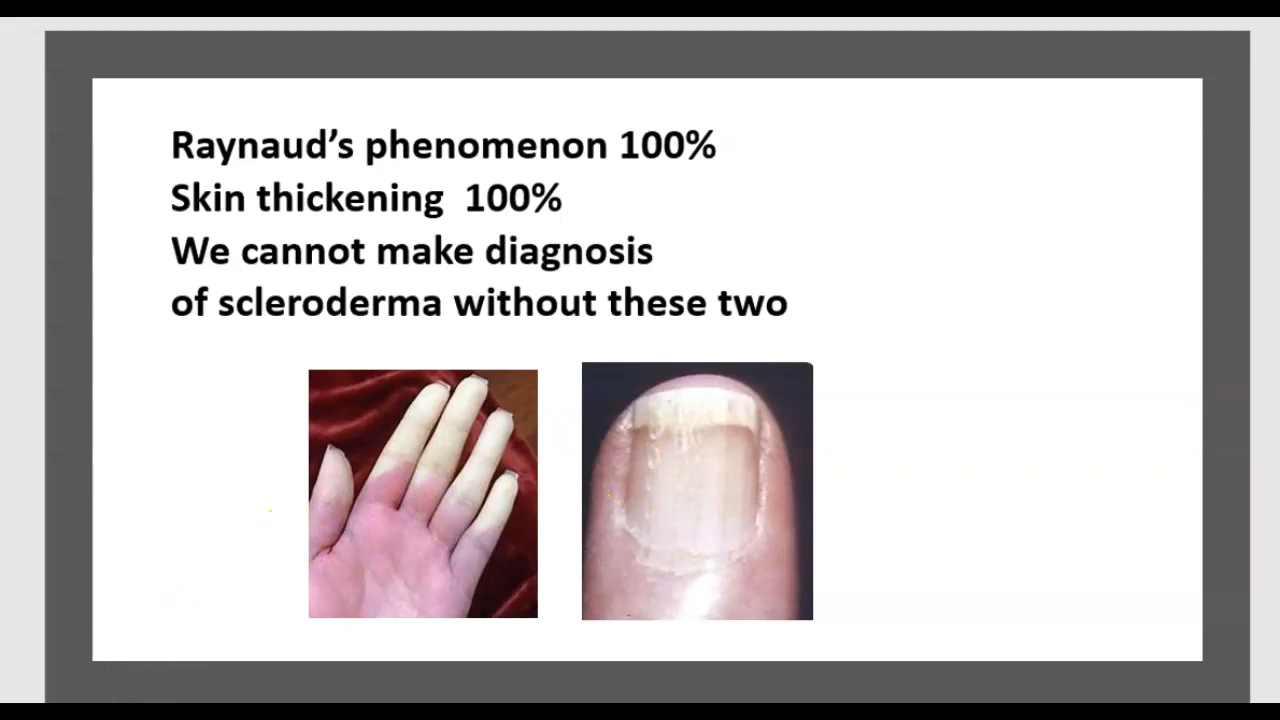 Raynaud’s phenomenon 100%
Skin thickening  100%
We cannot make diagnosis
of scleroderma without these two